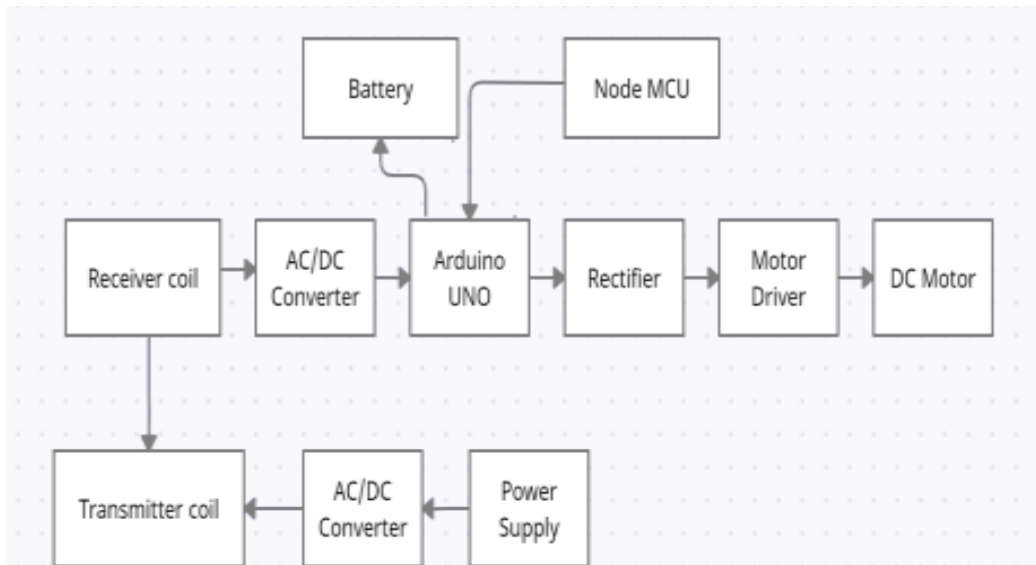 Battery
Node MCU
Receiver coil
AC/DC
Converter
Arduino
UNO
Rectifier
Motor
Driver
DC Motor
Transmitter coil
AC/DC
Converter
Power
Supply